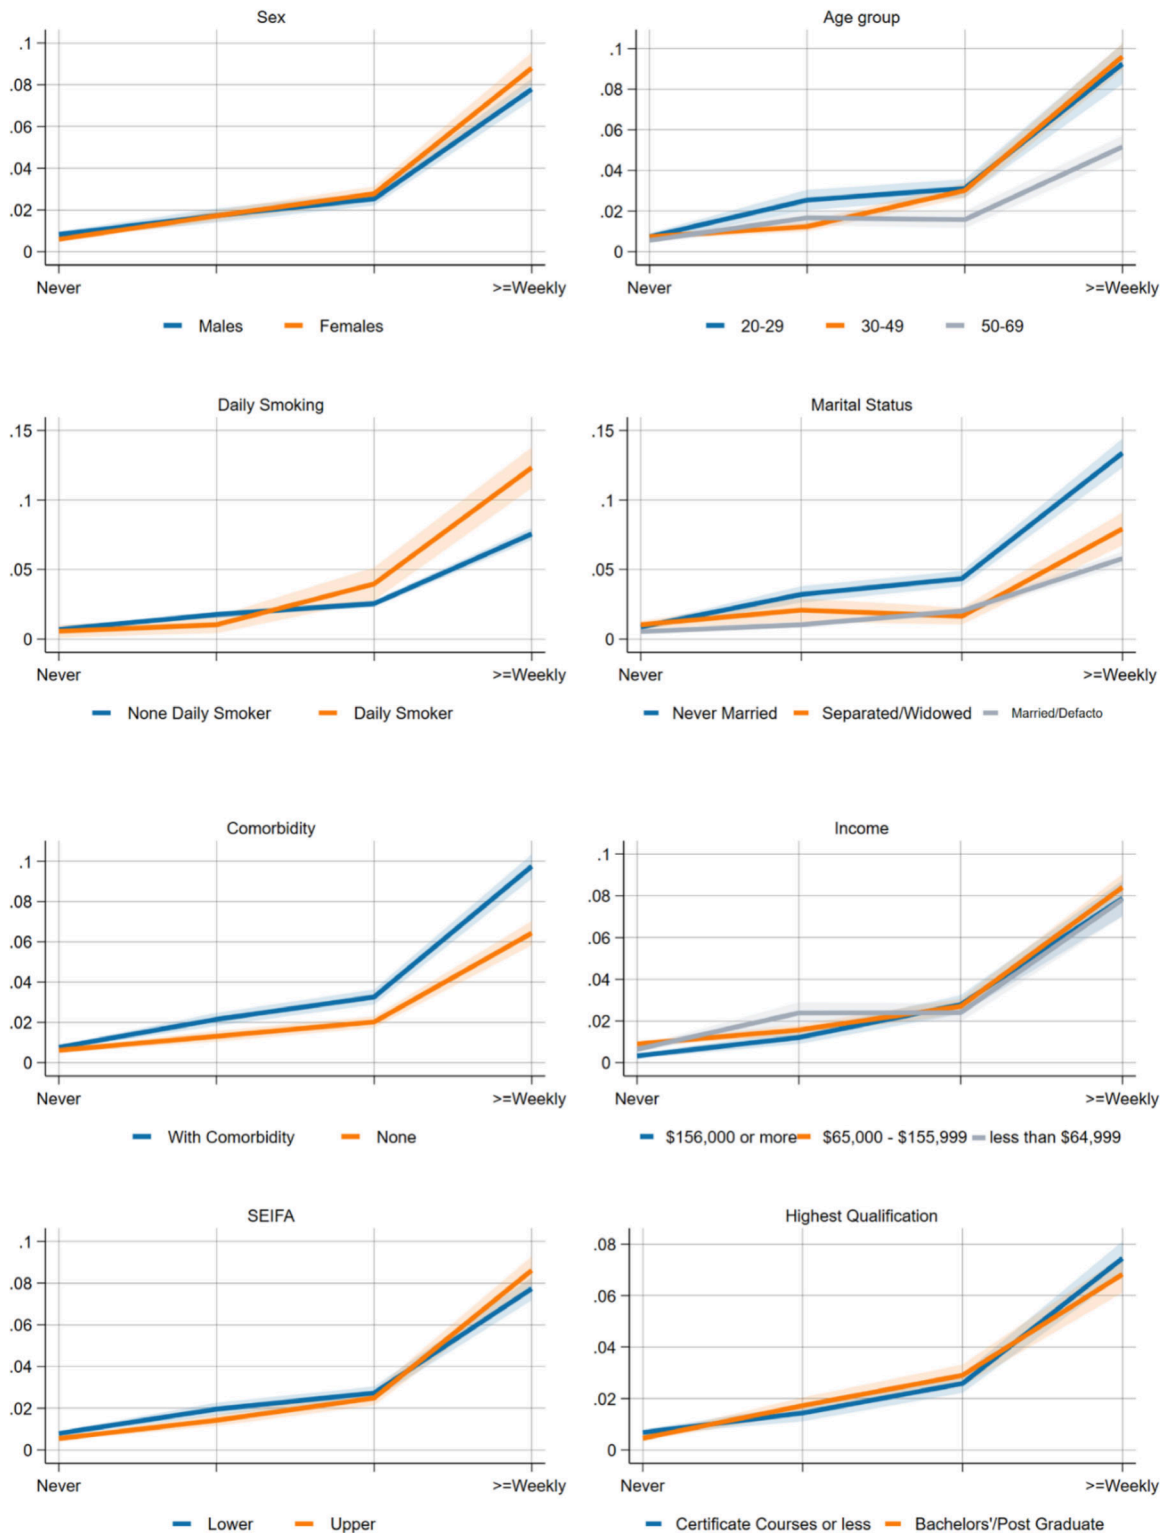 Sex
.1
.08
.06
.04
.02
0
Never >=Weekly
Males Females
Age group
.1
.08
.06
.04
.02
0
Never >=Weekly
20-29 30-49 50-69
Daily Smoking
.15
.1
.05
0
Never >=Weekly
None Daily Smoker Daily Smoker
Marital Status
.15
.1
.05
0
Never >=Weekly
Never Married Separated/Widowed Married/Defacto
Comorbidity
.1
.08
.06
.04
.02
0
Never >=Weekly
With Comorbidity None
Income
.1
.08
.06
.04
.02
0
Never >=Weekly
$156,000 or more $65,000 - $155,999 less than $64,999
SEIFA
.1
.08
.06
.04
.02
0
Never >=Weekly
Lower Upper
Highest Qualification
.08
.06
.04
.02
0
Never >=Weekly
Certificate Courses or less Bachelors'/Post Graduate